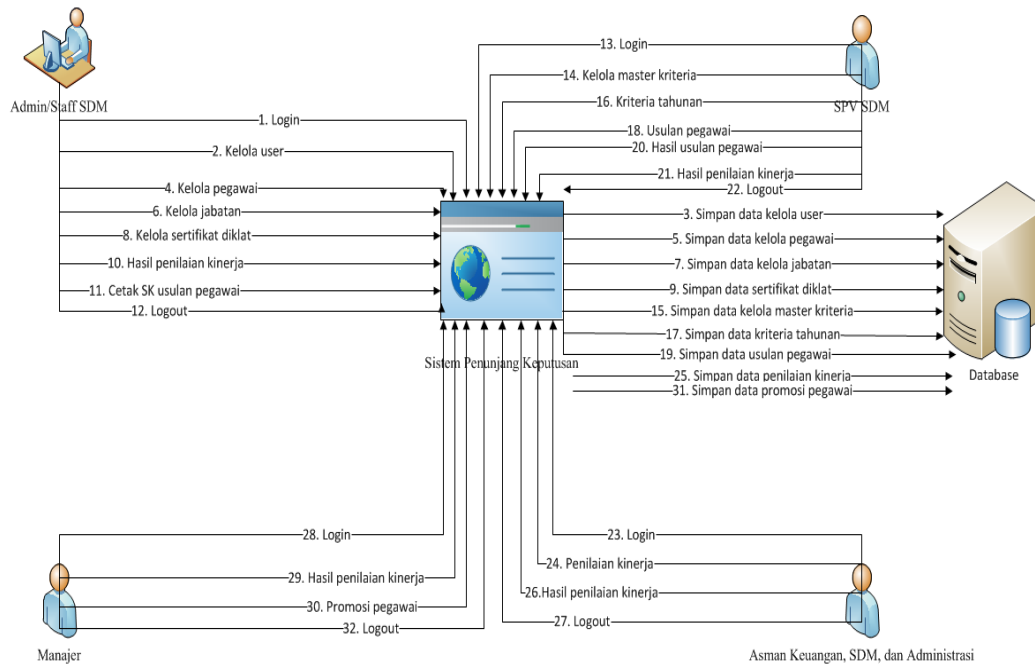 Admin/Staff SDM
1. Login
2. Kelola user
4. Kelola pegawai
6. Kelola jabatan
8. Kelola sertifikat diklat
10. Hasil penilaian kinerja
11. Cetak SK usulan pegawai
12. Logout
13. Login
14. Kelola master kriteria
16. Kriteria tahunan
18. Usulan pegawai
20. Hasil usulan pegawai
21. Hasil penilaian kinerja
22. Logout
SPV SDM
3. Simpan data kelola user
5. Simpan data kelola pegawai
7. Simpan data kelola jabatan
9. Simpan data sertifikat diklat
15. Simpan data kelola master kriteria
17. Simpan data kriteria tahunan
19. Simpan data usulan pegawai
25. Simpan data penilaian kinerja
31. Simpan data promosi pegawai
Sistem Penunjang Keputusan
Database
28. Login
29. Hasil penilaian kinerja
30. Promosi pegawai
32. Logout
Manajer
23. Login
24. Penilaian kinerja
26.Hasil penilaian kinerja
27. Logout
Asman Keuangan, SDM, dan Administrasi